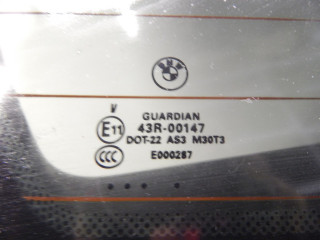 V
GUARDIAN
E11 43R-00147
DOT-22 AS3 M30T3
CCC E000287